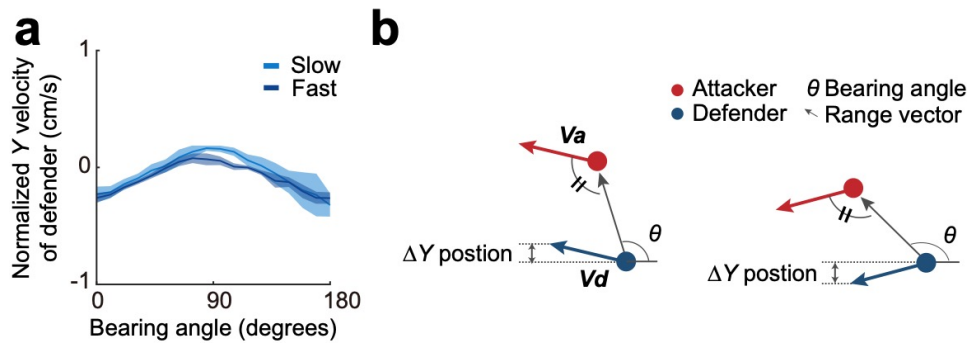 a
1
Slow
Fast
Normalized Y velocity
of defender (cm/s)
0
-1
0
90
180
Bearing angle (degrees)
b
Attacker
θ Bearing angle
Defender
Range vector
Va
θ
ΔY postion
Vd
θ
ΔY postion